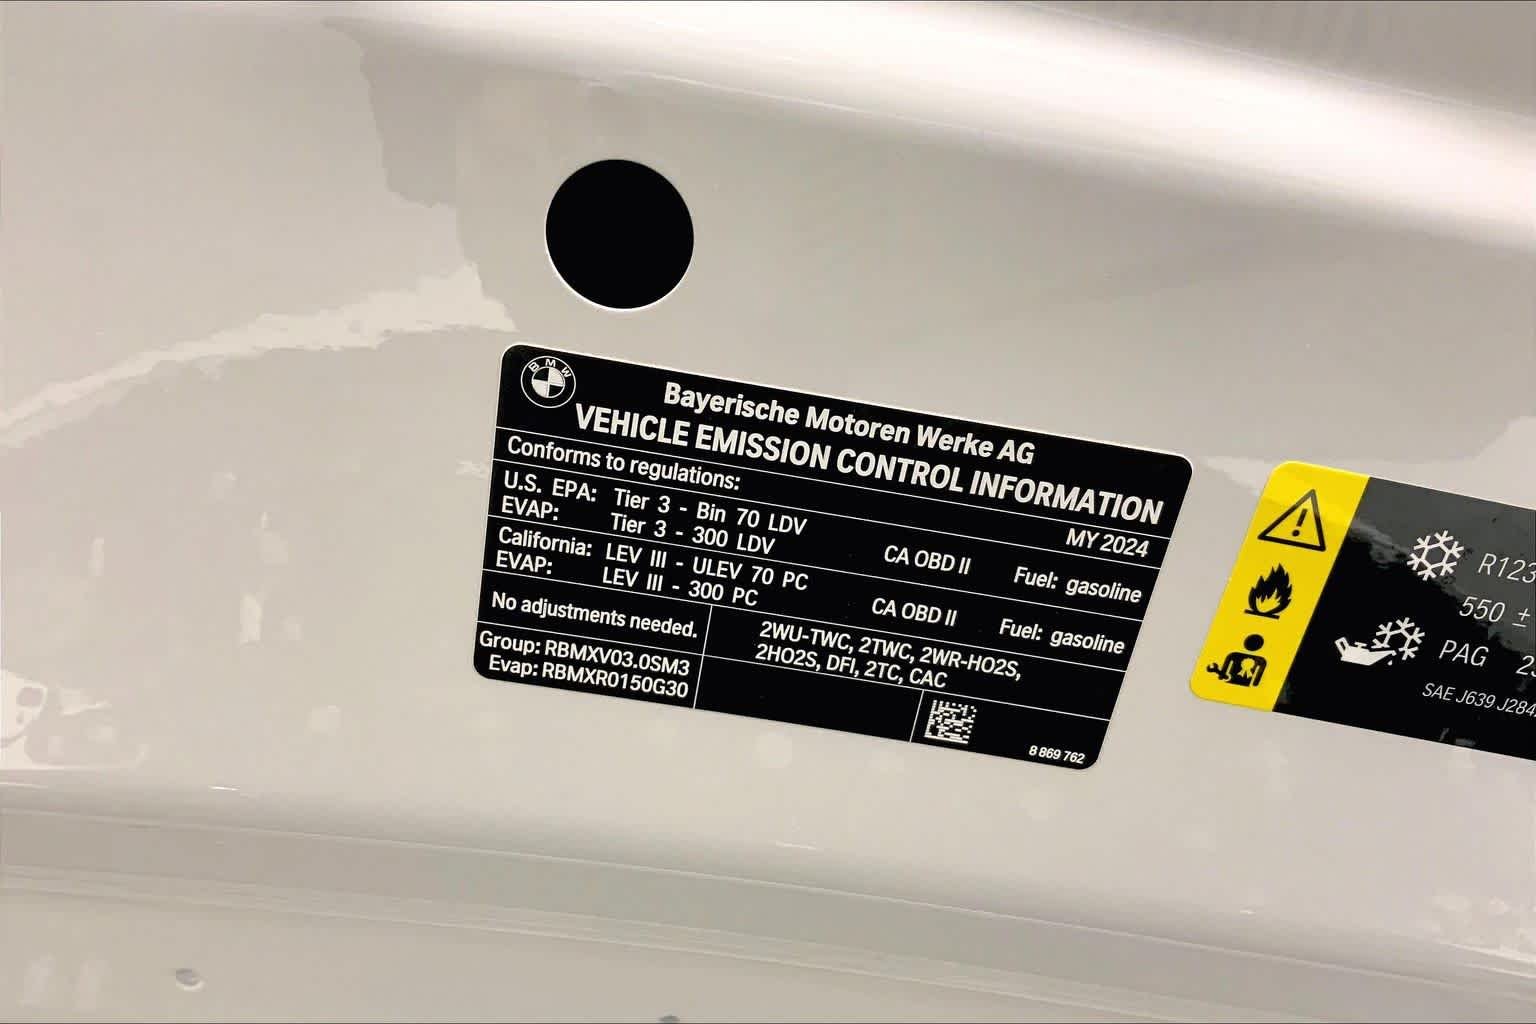 BMW
Bayerische Motoren Werke AG
VEHICLE EMISSION CONTROL INFORMATION
Conforms to regulations:
MY 2024
U.S. EPA: Tier 3 - Bin 70 LDV
EVAP: Tier 3 - 300 LDV
CA OBD II
Fuel: gasoline
California: LEV III - ULEV 70 PC
EVAP: LEV III - 300 PC
CA OBD II
Fuel: gasoline
No adjustments needed.
2WU-TWC, 2TWC, 2WR-HO2S,
2HO2S, DFI, 2TC, CAC
Group: RBMXV03.0SM3
Evap: RBMXR0150G30
8 869 762
R123
550 ±
PAG
SAE J639 J284